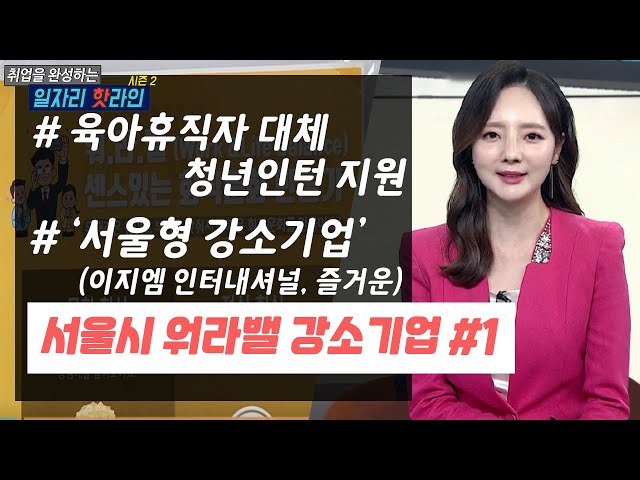 취업을 완성하는
시즌 2
일자리 핫라인
# 육아휴직자 대체
청년인턴 지원
# ‘서울형 강소기업’
(이지엠 인터내셔널, 즐거운)
서울시 워라밸 강소기업 #1